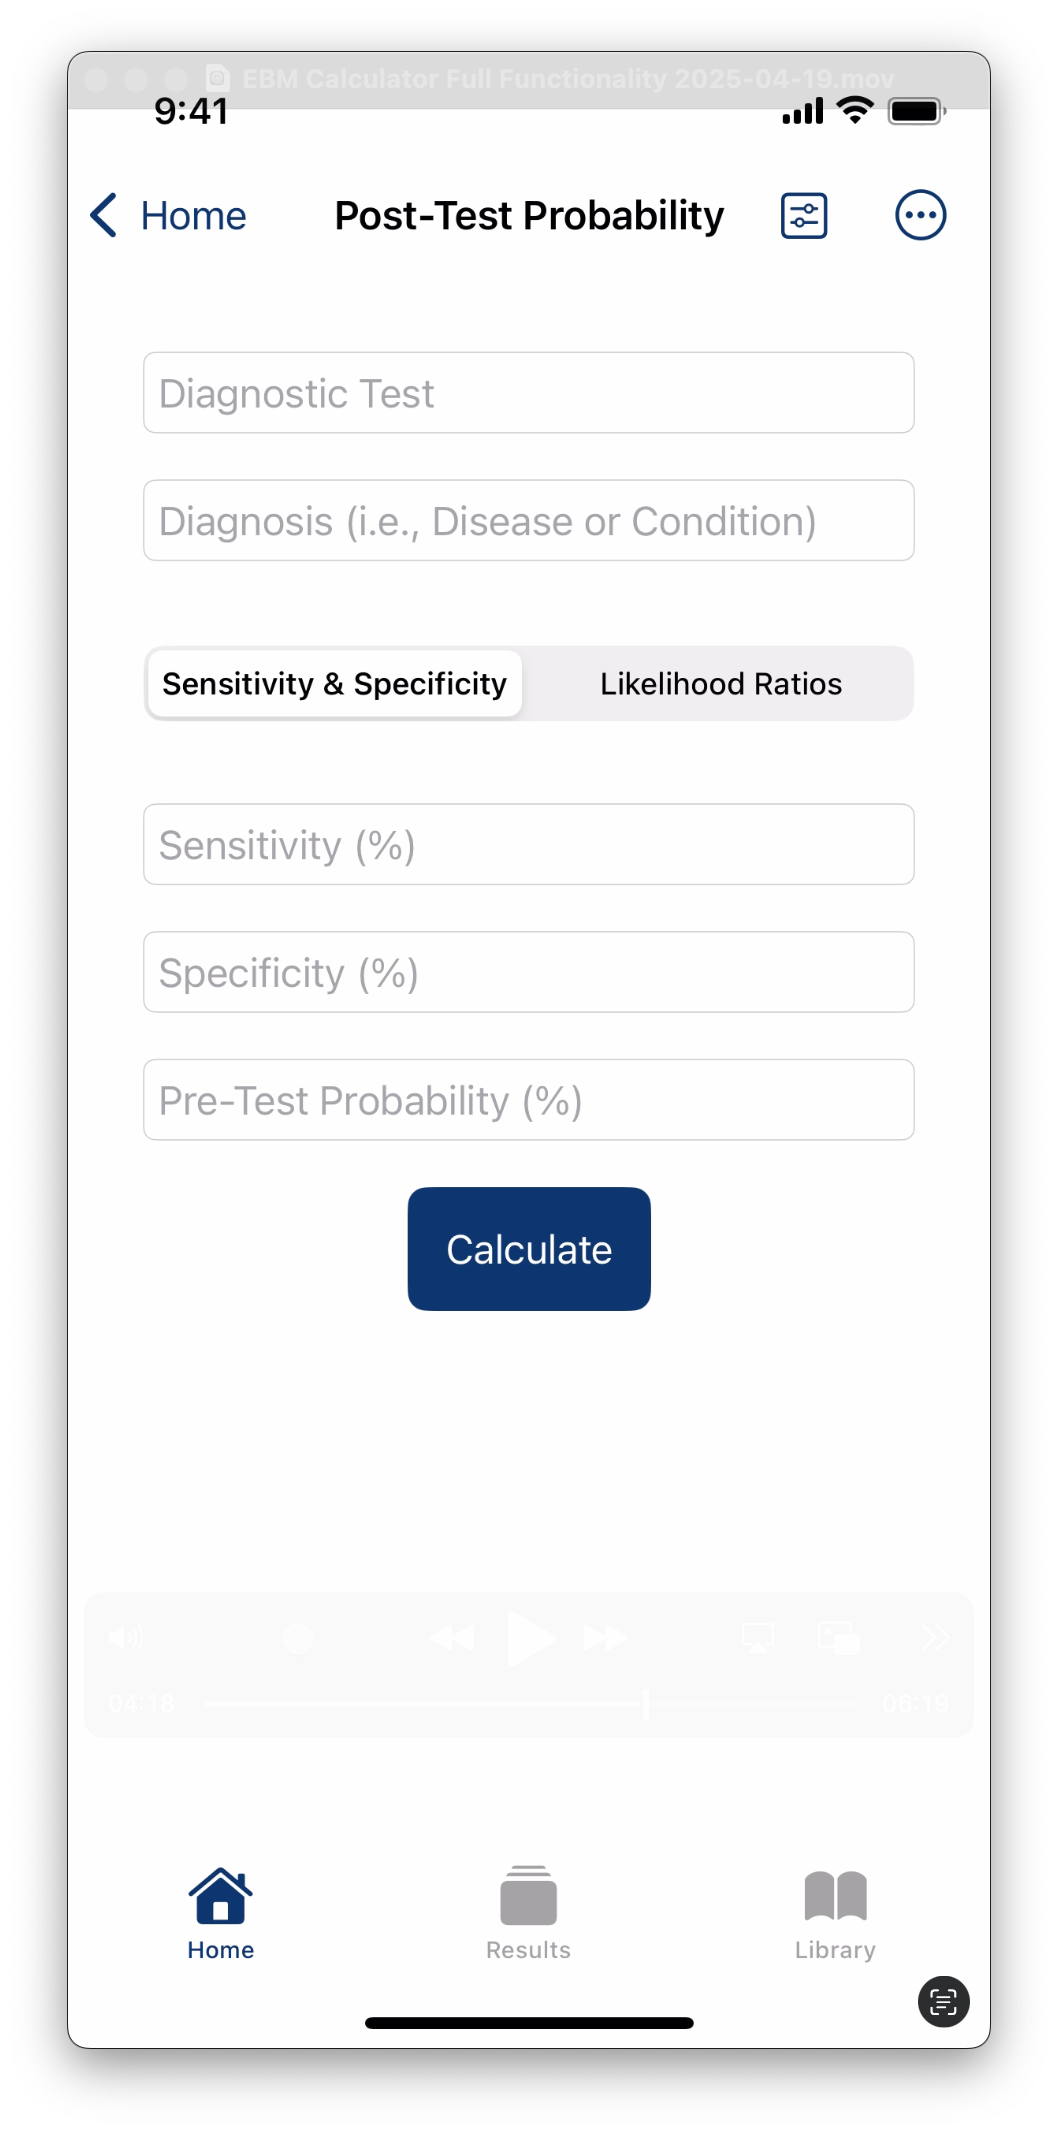 EBM Calculator Full Functionality 2025-04-19.mov
9:41
Home
Post-Test Probability
Diagnostic Test
Diagnosis (i.e., Disease or Condition)
Sensitivity & Specificity
Likelihood Ratios
Sensitivity (%)
Specificity (%)
Pre-Test Probability (%)
Calculate
04:18
06:19
Home
Results
Library